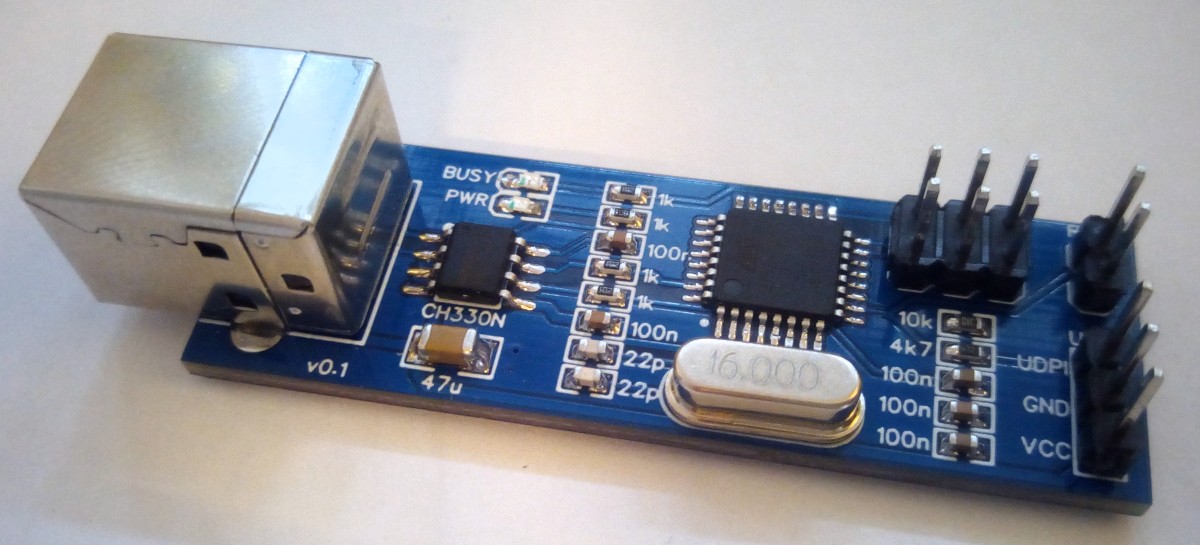 BUSY
PWR
CH330N
47u
v0.1
1k
1k
100n
1k
1k
100n
22p
22p
16.000
10k
4k7
100n
100n
100n
UDPI
GND
VCC